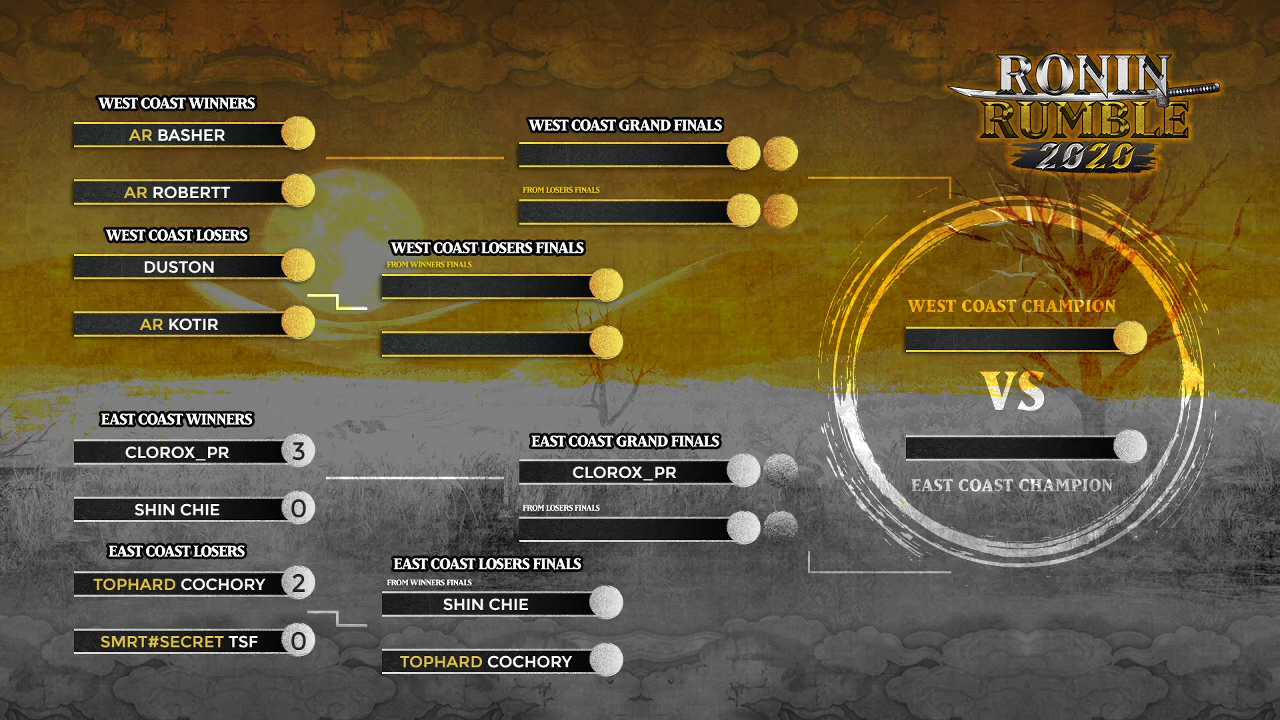 RONIN
RUMBLE
2020
WEST COAST WINNERS
AR BASHER
AR ROBERTT
WEST COAST LOSERS
DUSTON
AR KOTIR
WEST COAST GRAND FINALS
FROM LOSERS FINALS
WEST COAST LOSERS FINALS
FROM WINNERS FINALS
WEST COAST CHAMPION
VS
EAST COAST CHAMPION
EAST COAST WINNERS
CLOROX_PR 3
SHIN CHIE 0
EAST COAST LOSERS
TOPHARD COCHORY 2
SMRT#SECRET TSF 0
EAST COAST GRAND FINALS
CLOROX_PR
FROM LOSERS FINALS
EAST COAST LOSERS FINALS
FROM WINNERS FINALS
SHIN CHIE
TOPHARD COCHORY